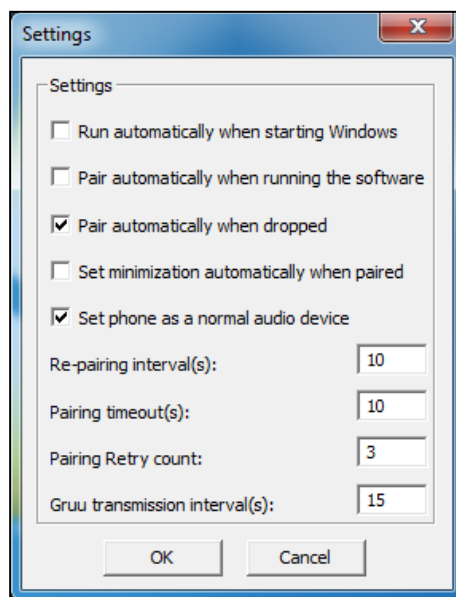 Settings
Settings
Run automatically when starting Windows
Pair automatically when running the software
Pair automatically when dropped
Set minimization automatically when paired
Set phone as a normal audio device
Re-pairing interval(s): 10
Pairing timeout(s): 10
Pairing Retry count: 3
Gruu transmission interval(s): 15
OK Cancel